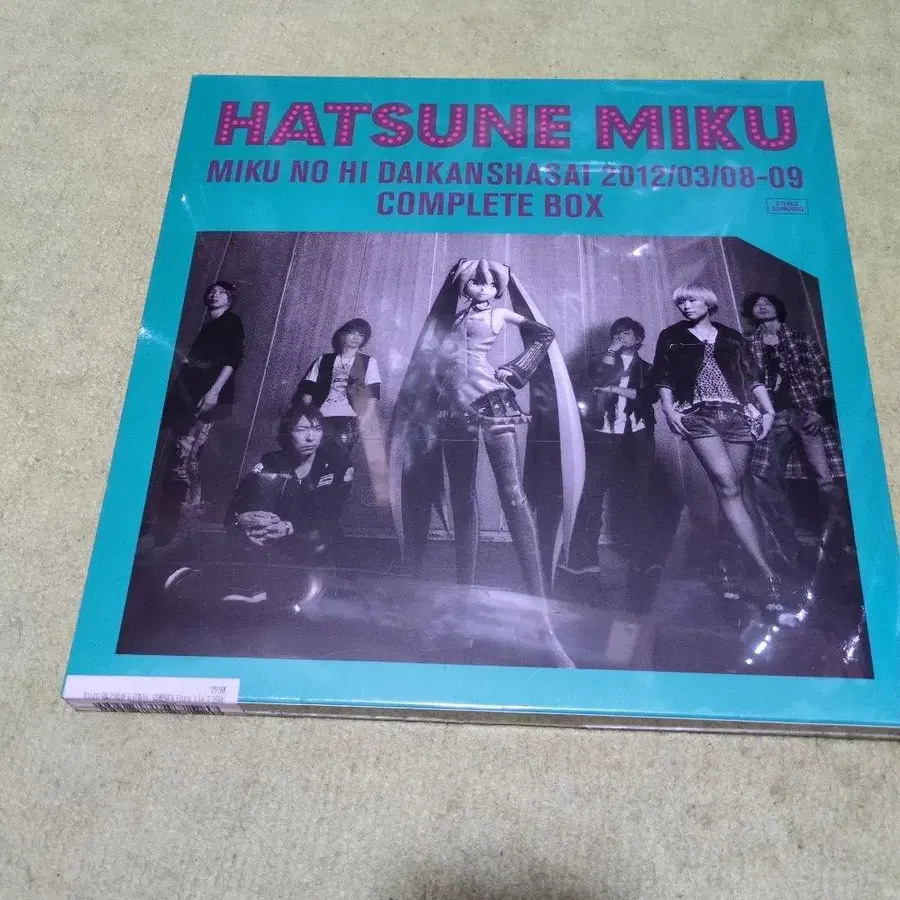 HATSUNE MIKU
MIKU NO HI DAIKANSHASAI 2012/03/08-09
COMPLETE BOX
STEREO